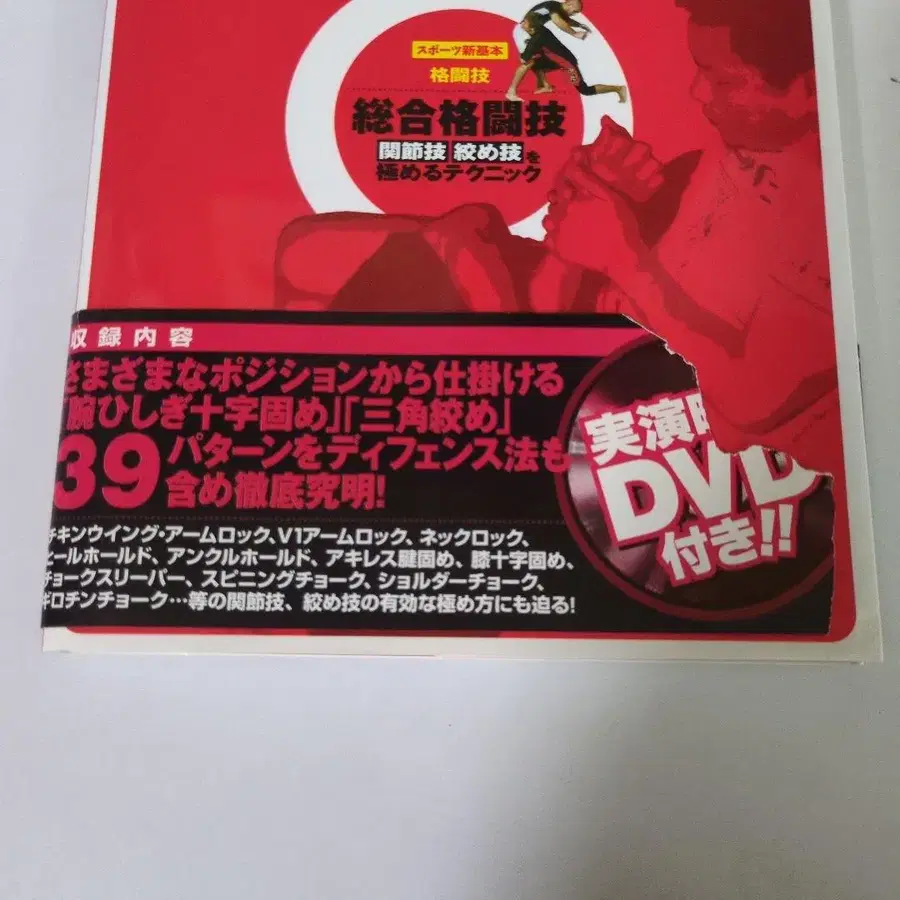 スポーツ新基本
格闘技
総合格闘技
関節技 絞め技を
極めるテクニック
収録内容
さまざまなポジションから仕掛ける
「腕ひしぎ十字固め」「三角絞め」
39パターンをディフェンス法も
含め徹底究明!
チキンウイング・アームロック、V1アームロック、ネックロック、
ヒールホールド、アンクルホールド、アキレス腱固め、膝十字固め、
チョークスリーパー、スピニングチョーク、ショルダーチョーク、
ギロチンチョーク…等の関節技、絞め技の有効な極め方にも迫る!
実演
DVD
付き!!